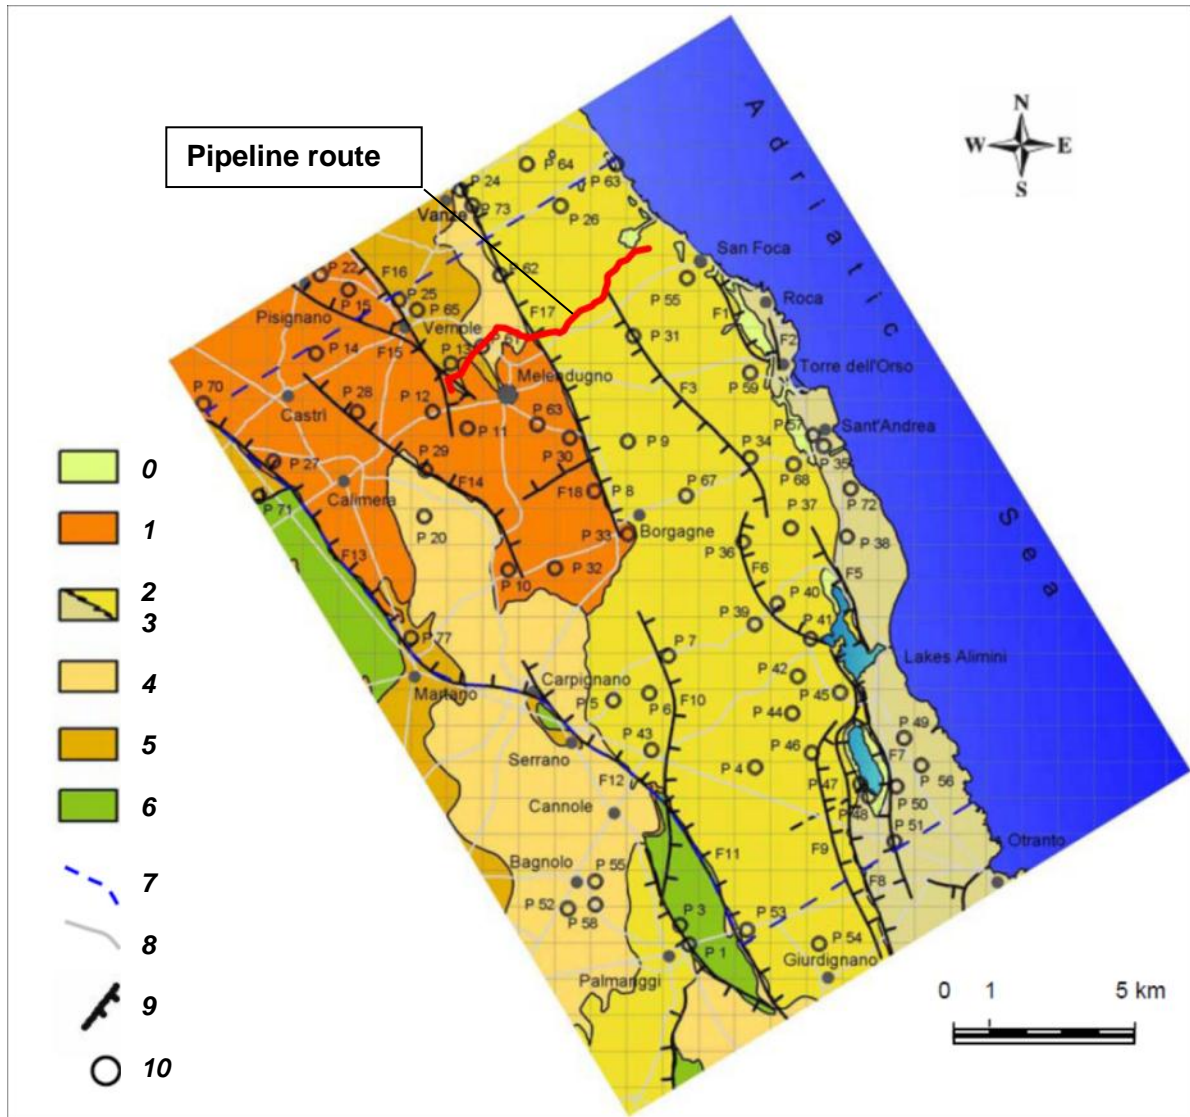 Pipeline route
N
W E
S
Adriatic
Sea
P 64
P 63
P 24
P 73
Vanze
P 26
San Foca
P 22
F16
P 62
P 15
P 25
P 65
P 55
Roca
Pisignano
F17
F1
Vernole
P 31
F2
P 14
F15
P 13
P 61
Torre dell'Orso
Melendugno
P 70
F3
P 59
Castrì
P 28
P 12
P 63
P 11
P 57
Sant'Andrea
P 30
P 9
P 34
P 35
P 27
P 29
P 68
F14
F18
P 8
P 67
P 72
Calimera
P 71
P 37
P 20
Borgagne
P 33
P 36
P 38
F13
P 10
P 32
F6
F5
P 40
P 39
P 41
P 77
P 7
Lakes Alimini
Martano
Carpignano
P 42
P 5
P 6
F10
P 45
P 44
P 43
P 49
Serrano
P 46
F7
P 4
F12
P 47
P 56
Cannole
P 48
P 50
P 51
Otranto
Bagnolo
P 55
F11
F9
F8
P 52
P 58
P 3
P 53
P 1
P 54
Palmariggi
Giurdignano
0 1 5 km
0
1
2
3
4
5
6
7
8
9
10